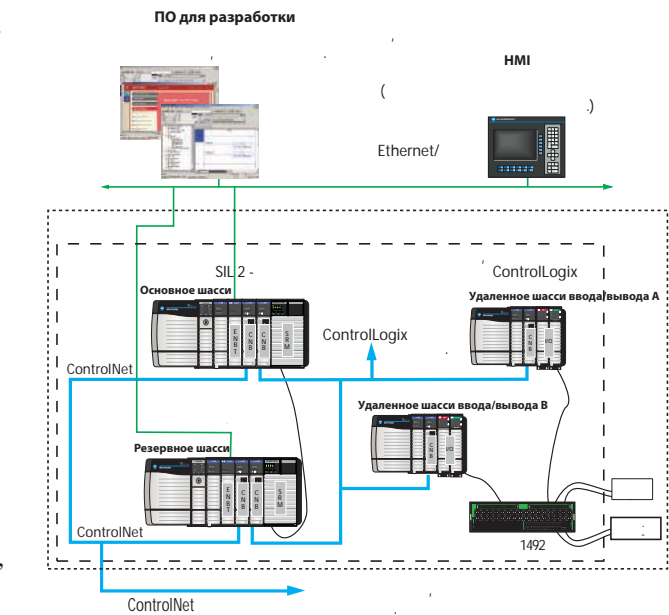 ПО для разработки
HMI
(
.)
Ethernet/
SIL 2 -
ControlLogix
Основное шасси
Удаленное шасси ввода/вывода A
E N B T
C N B
C N B
S R M
C N B
I/O
ControlLogix
ControlNet
Удаленное шасси ввода/вывода B
C N B
I/O
Резервное шасси
E N B T
C N B
C N B
S R M
ControlNet
1492
ControlNet